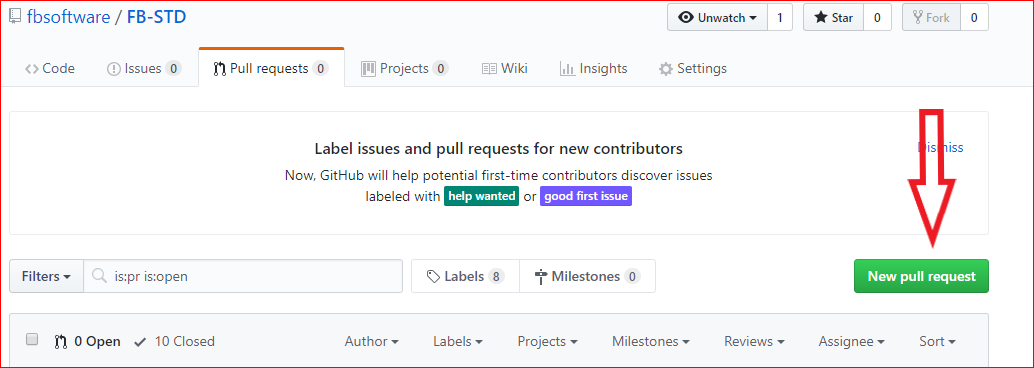 fbsoftware / FB-STD Unwatch 1 Star 0 Fork 0
Code Issues 0 Pull requests 0 Projects 0 Wiki Insights Settings
Label issues and pull requests for new contributors
Dismiss
Now, GitHub will help potential first-time contributors discover issues
labeled with help wanted or good first issue
Filters is:pr is:open Labels 8 Milestones 0 New pull request
0 Open 10 Closed Author Labels Projects Milestones Reviews Assignee Sort